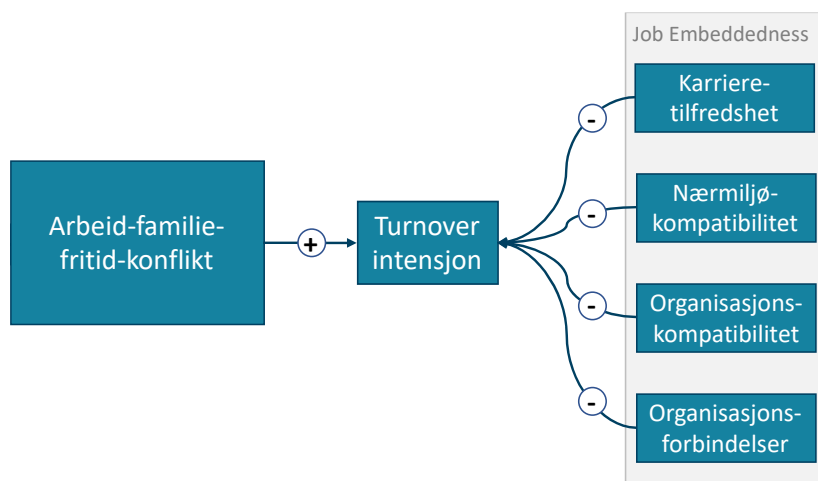 Job Embeddedness
Karriere-
tilfredshet
-
Nærmiljø-
kompatibilitet
-
Arbeid-familie-
fritid-konflikt
+
Turnover
intensjon
Organisasjons-
kompatibilitet
-
Organisasjons-
forbindelser
-